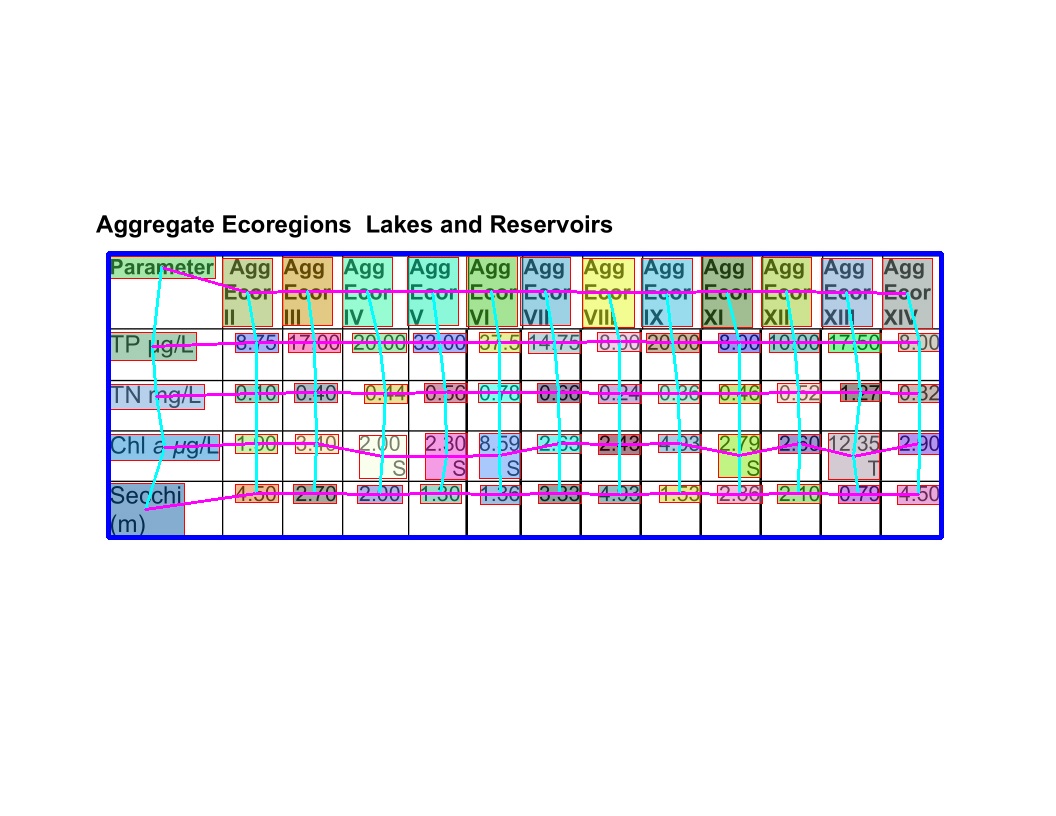 Aggregate Ecoregions Lakes and Reservoirs
Parameter Agg Ecor II Agg Ecor III Agg Ecor IV Agg Ecor V Agg Ecor VI Agg Ecor VII Agg Ecor VIII Agg Ecor IX Agg Ecor XI Agg Ecor XII Agg Ecor XIII Agg Ecor XIV
TP µg/L 8.75 17.00 20.00 33.00 37.5 14.75 8.00 20.00 8.00 10.00 17.50 8.00
TN mg/L 0.10 0.40 0.44 0.56 0.78 0.66 0.24 0.36 0.46 0.52 1.27 0.32
Chl a µg/L 1.90 3.40 2.00 S 2.30 S 8.59 S 2.63 2.43 4.93 2.79 S 2.60 12.35 T 2.90
Secchi (m) 4.50 2.70 2.00 1.30 1.36 3.33 4.93 1.53 2.86 2.10 0.79 4.50